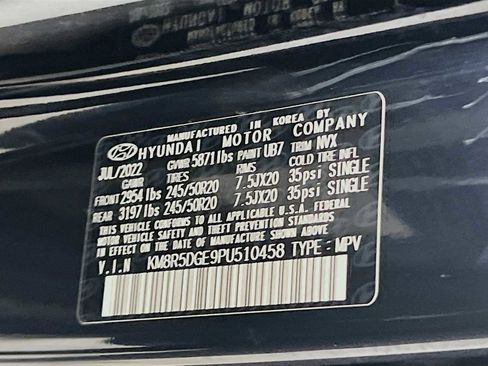 MANUFACTURED IN KOREA BY
HYUNDAI MOTOR COMPANY
JUL/2022 GVWR 5871lbs PAINT UB7 TRIM NVX
GAWR TIRES RIMS COLD TIRE INFL
FRONT 2954lbs 245/50R20 7.5JX20 35psi SINGLE
REAR 3197lbs 245/50R20 7.5JX20 35psi SINGLE
THIS VEHICLE CONFORMS TO ALL APPLICABLE U.S.A. FEDERAL
MOTOR VEHICLE SAFETY AND THEFT PREVENTION STANDARDS
IN EFFECT ON THE DATE OF MANUFACTURE SHOWN ABOVE.
V.I.N KM8R5DGE9PU510458 TYPE : MPV